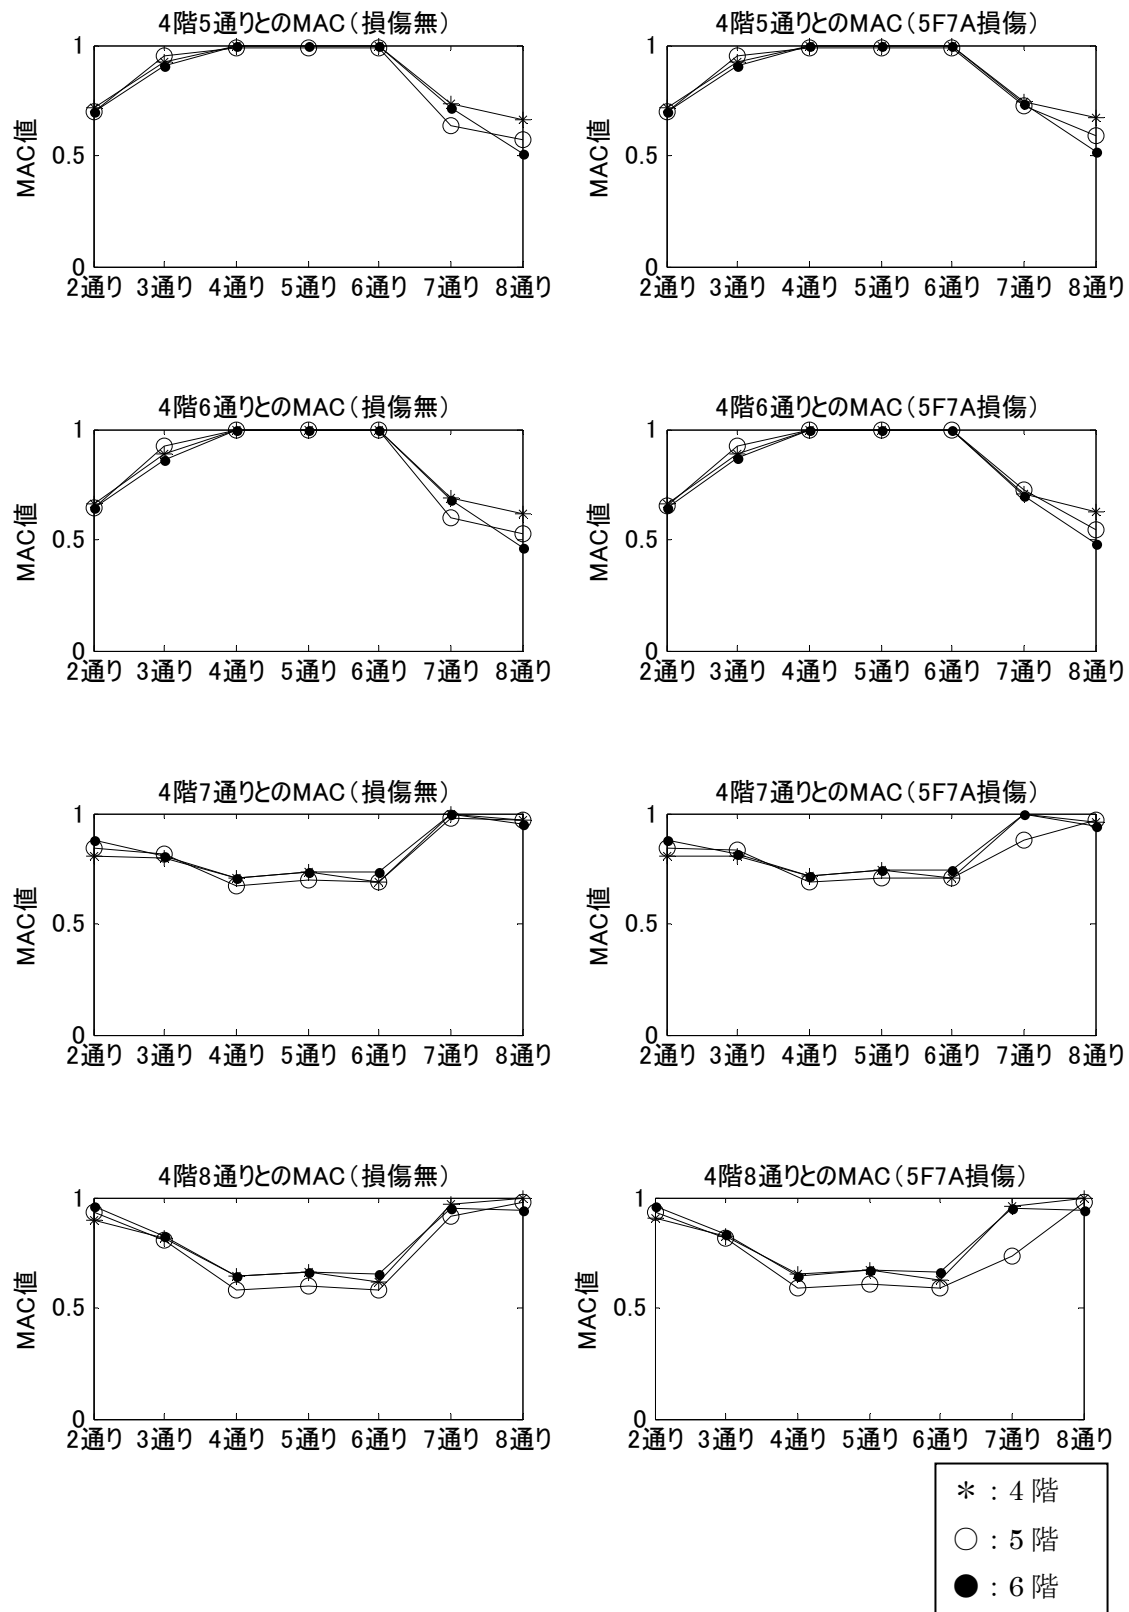 4階5通りとのMAC（損傷無）
4階5通りとのMAC（5F7A損傷）
1
0.5
0
MAC値
2通り 3通り 4通り 5通り 6通り 7通り 8通り
1
0.5
0
MAC値
2通り 3通り 4通り 5通り 6通り 7通り 8通り
4階6通りとのMAC（損傷無）
4階6通りとのMAC（5F7A損傷）
1
0.5
0
MAC値
2通り 3通り 4通り 5通り 6通り 7通り 8通り
1
0.5
0
MAC値
2通り 3通り 4通り 5通り 6通り 7通り 8通り
4階7通りとのMAC（損傷無）
4階7通りとのMAC（5F7A損傷）
1
0.5
0
MAC値
2通り 3通り 4通り 5通り 6通り 7通り 8通り
1
0.5
0
MAC値
2通り 3通り 4通り 5通り 6通り 7通り 8通り
4階8通りとのMAC（損傷無）
4階8通りとのMAC（5F7A損傷）
1
0.5
0
MAC値
2通り 3通り 4通り 5通り 6通り 7通り 8通り
1
0.5
0
MAC値
2通り 3通り 4通り 5通り 6通り 7通り 8通り
＊：4 階
○：5 階
●：6 階